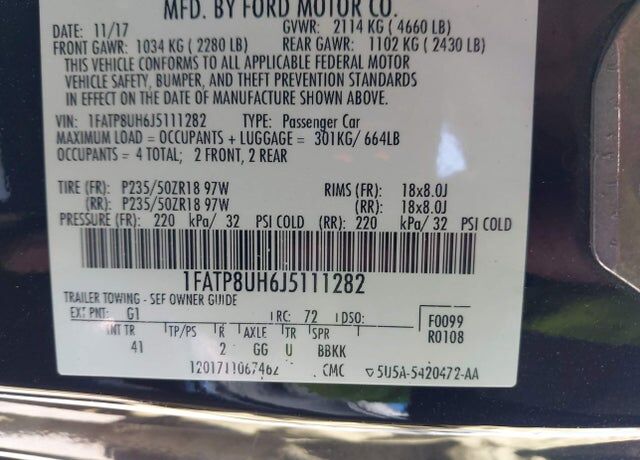 MFD. BY FORD MOTOR CO.
DATE: 11/17 GVWR: 2114 KG (4660 LB)
FRONT GAWR: 1034 KG (2280 LB) REAR GAWR: 1102 KG (2430 LB)
THIS VEHICLE CONFORMS TO ALL APPLICABLE FEDERAL MOTOR
VEHICLE SAFETY, BUMPER, AND THEFT PREVENTION STANDARDS
IN EFFECT ON THE DATE OF MANUFACTURE SHOWN ABOVE.
VIN: 1FATP8UH6J5111282 TYPE: Passenger Car
MAXIMUM LOAD = OCCUPANTS + LUGGAGE = 301KG/ 664LB
OCCUPANTS = 4 TOTAL; 2 FRONT, 2 REAR
TIRE (FR): P235/50ZR18 97W RIMS (FR): 18x8.0J
(RR): P235/50ZR18 97W (RR): 18x8.0J
PRESSURE (FR): 220 kPa/ 32 PSI COLD (RR): 220 kPa/ 32 PSI COLD
1FATP8UH6J5111282
TRAILER TOWING - SEF OWNER GUIDE
EXT PNT: G1 RC: 72 DSO: F0099
INT TR TP/PS R AXLE TR SPR R0108
41 2 GG U BBKK
1201711067462 CMC ▽ 5U5A-5420472-AA